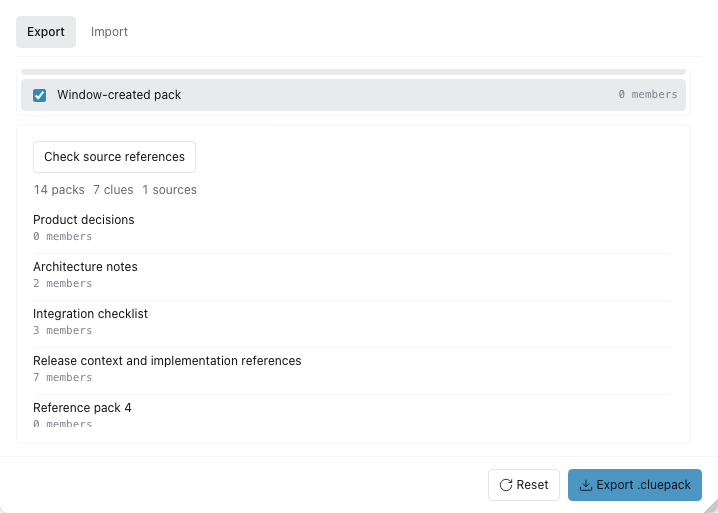 Export Import
Window-created pack 0 members
Check source references
14 packs 7 clues 1 sources
Product decisions
0 members
Architecture notes
2 members
Integration checklist
3 members
Release context and implementation references
7 members
Reference pack 4
0 members
Reset Export .cluepack